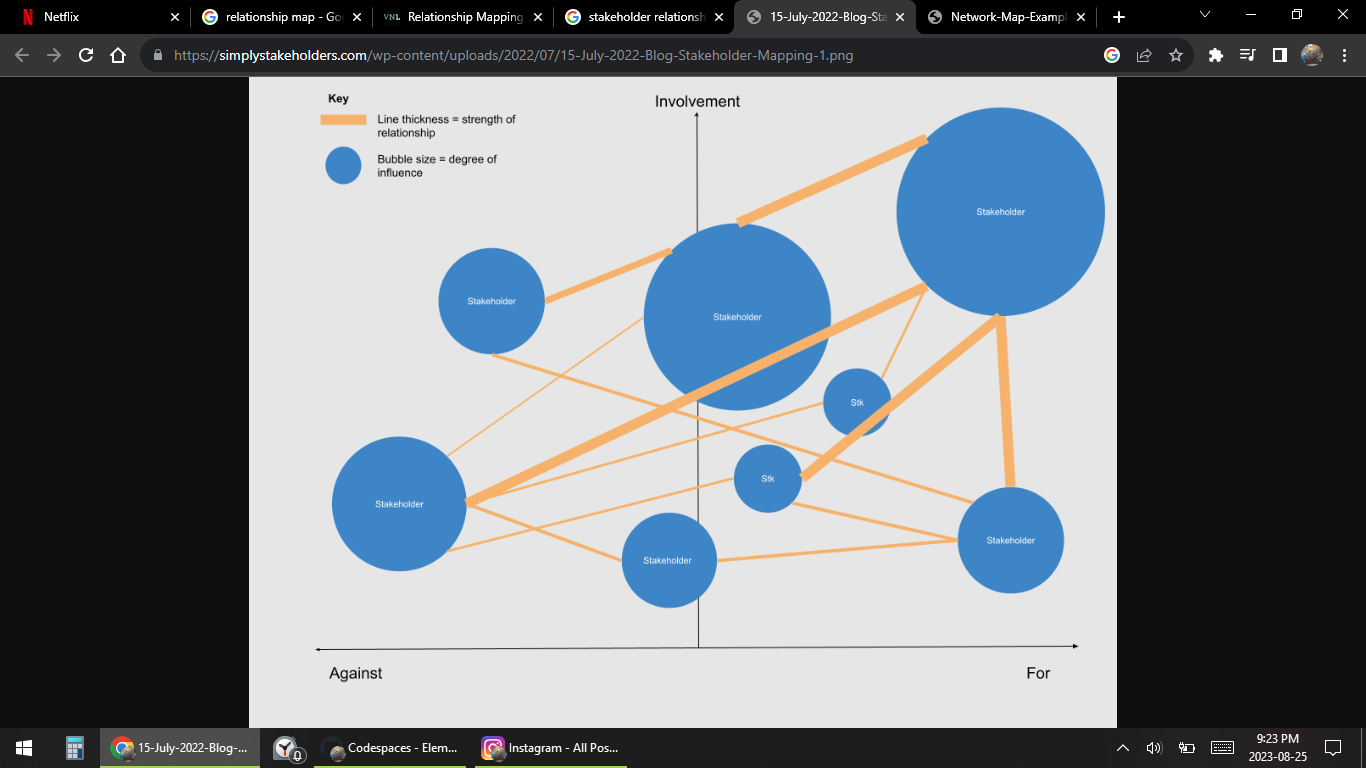 Netflix
relationship map - Goo
VNL Relationship Mapping
stakeholder relationsh
15-July-2022-Blog-Sta
Network-Map-Exampl
https://simplystakeholders.com/wp-content/uploads/2022/07/15-July-2022-Blog-Stakeholder-Mapping-1.png
Key
Line thickness = strength of
relationship
Bubble size = degree of
influence
Involvement
Stakeholder
Stakeholder
Stakeholder
Stk
Stk
Stakeholder
Stakeholder
Stakeholder
Against
For
15-July-2022-Blog-...
0
Codespaces - Elem...
Instagram - All Pos...
9:23 PM
2023-08-25